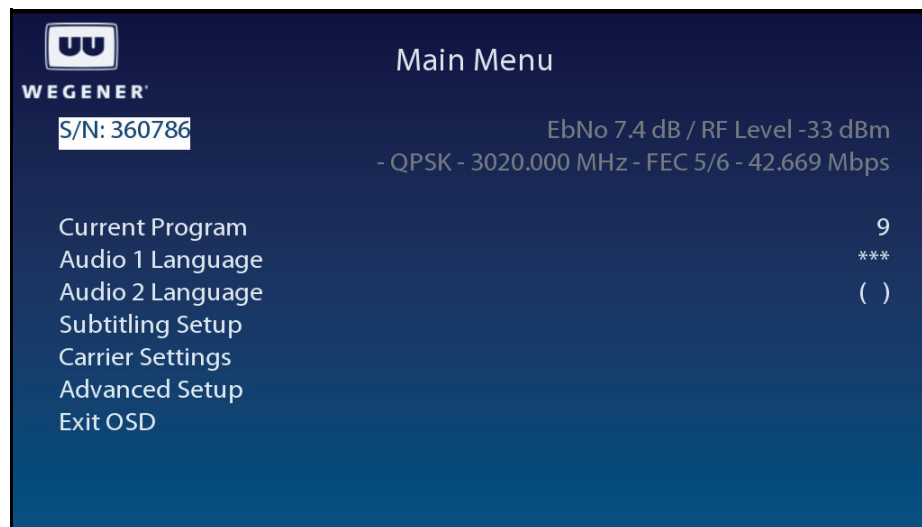 UU
WEGENER
Main Menu
S/N: 360786
EbNo 7.4 dB / RF Level -33 dBm
- QPSK - 3020.000 MHz - FEC 5/6 - 42.669 Mbps
Current Program 9
Audio 1 Language ***
Audio 2 Language ( )
Subtitling Setup
Carrier Settings
Advanced Setup
Exit OSD